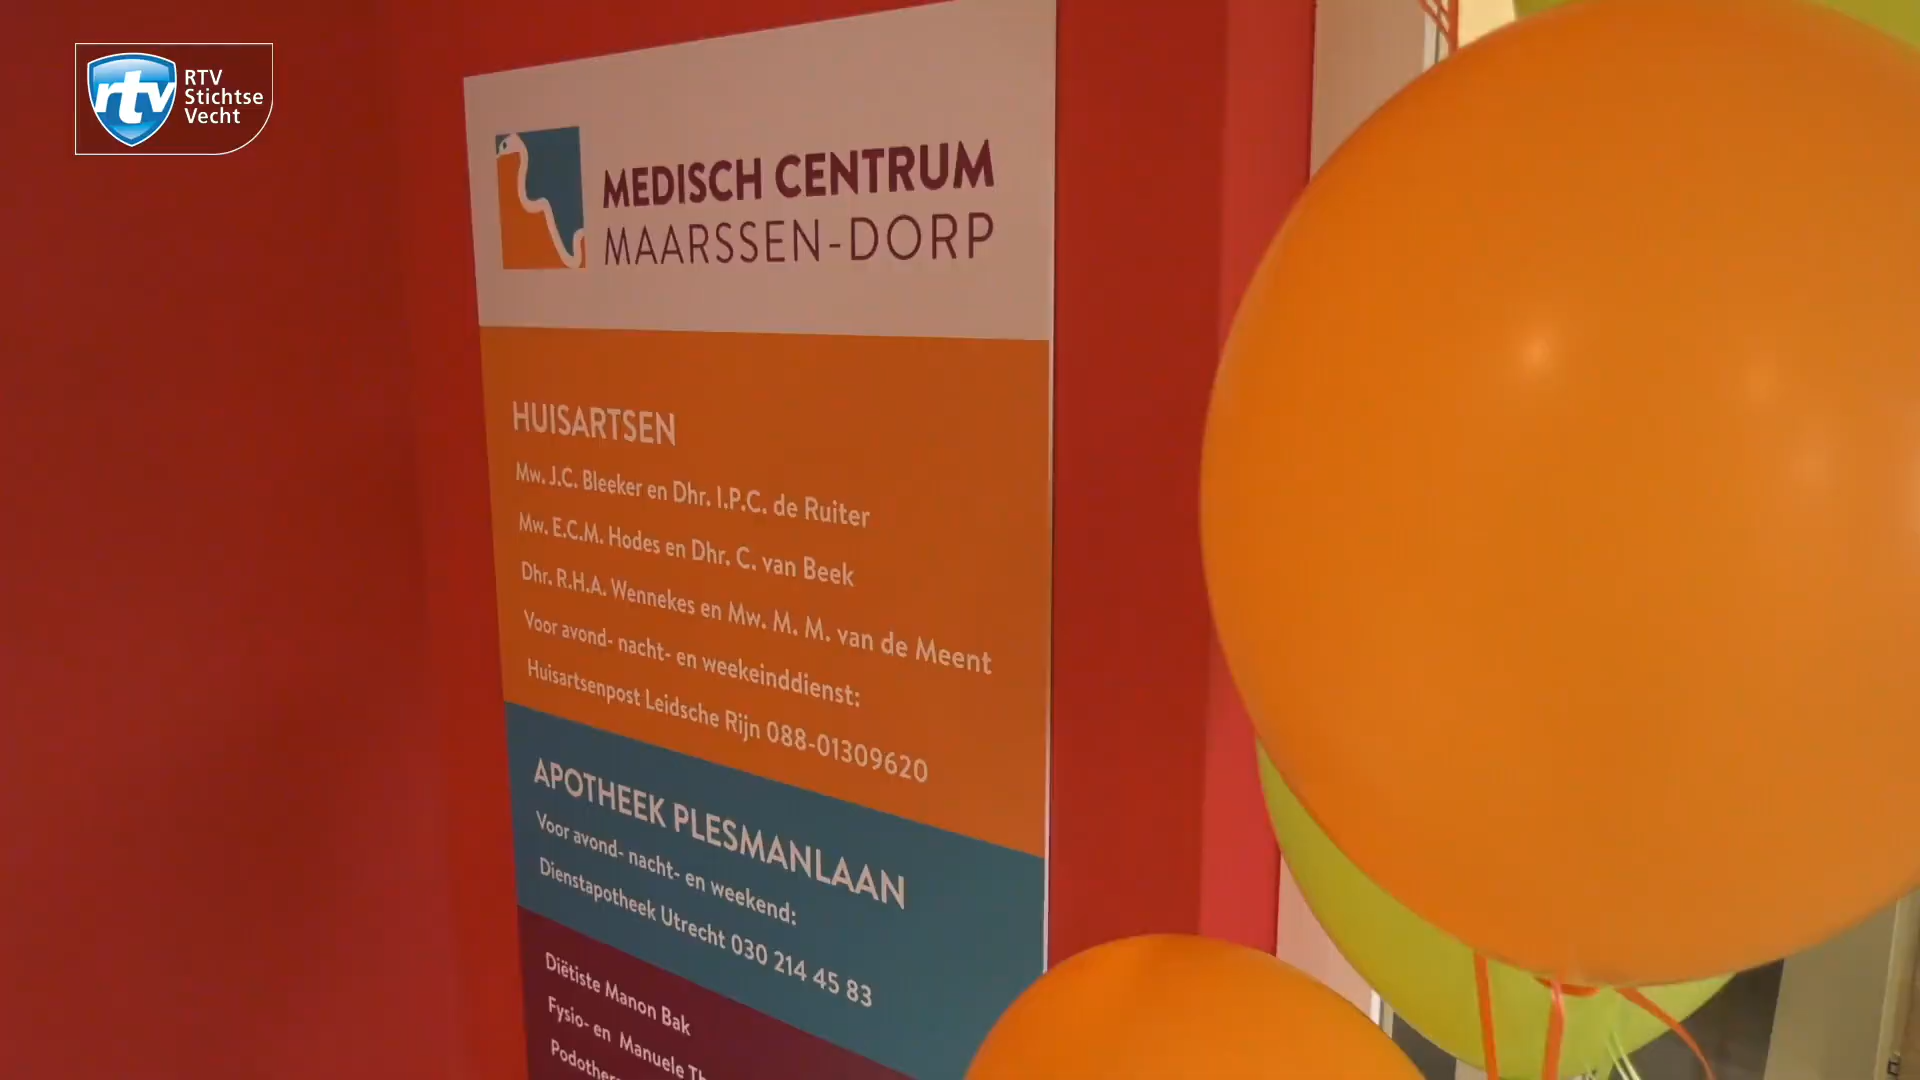 rtv
RTV
Stichtse
Vecht
MEDISCH CENTRUM
MAARSSEN-DORP
HUISARTSEN
Mw. J.C. Bleeker en Dhr. I.P.C. de Ruiter
Mw. E.C.M. Hodes en Dhr. C. van Beek
Dhr. R.H.A. Wennekes en Mw. M. M. van de Meent
Voor avond- nacht- en weekeinddienst:
Huisartsenpost Leidsche Rijn 088-01309620
APOTHEEK PLESMANLAAN
Voor avond- nacht- en weekend:
Dienstapotheek Utrecht 030 214 45 83
Diëtiste Manon Bak
Fysio- en Manuele